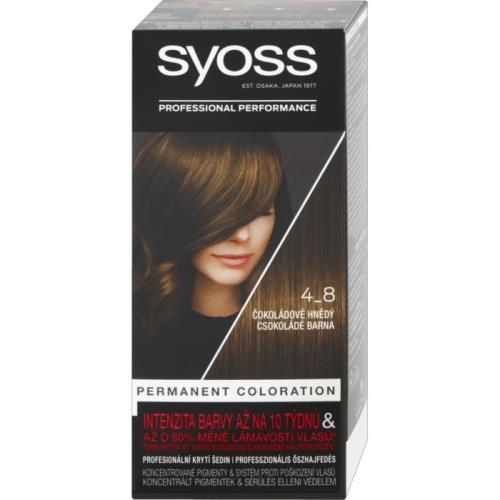 syoss
EST. OSAKA, JAPAN 1977
PROFESSIONAL PERFORMANCE
4_8
ČOKOLÁDOVĚ HNĚDÝ
CSOKOLÁDÉ BARNA
PERMANENT COLORATION
INTENZITA BARVY AŽ NA 10 TÝDNŮ &
AŽ O 80% MÉNĚ LÁMAVOSTI VLASŮ*
PROFESIONÁLNÍ KRYTÍ ŠEDIN I PROFESSZIONÁLIS ŐSZHAJFEDÉS
KONCENTROVANÉ PIGMENTY & SYSTÉM PROTI POŠKOZENÍ VLASŮ
KONCENTRÁLT PIGMENTEK & SÉRÜLÉS ELLENI VÉDELEM